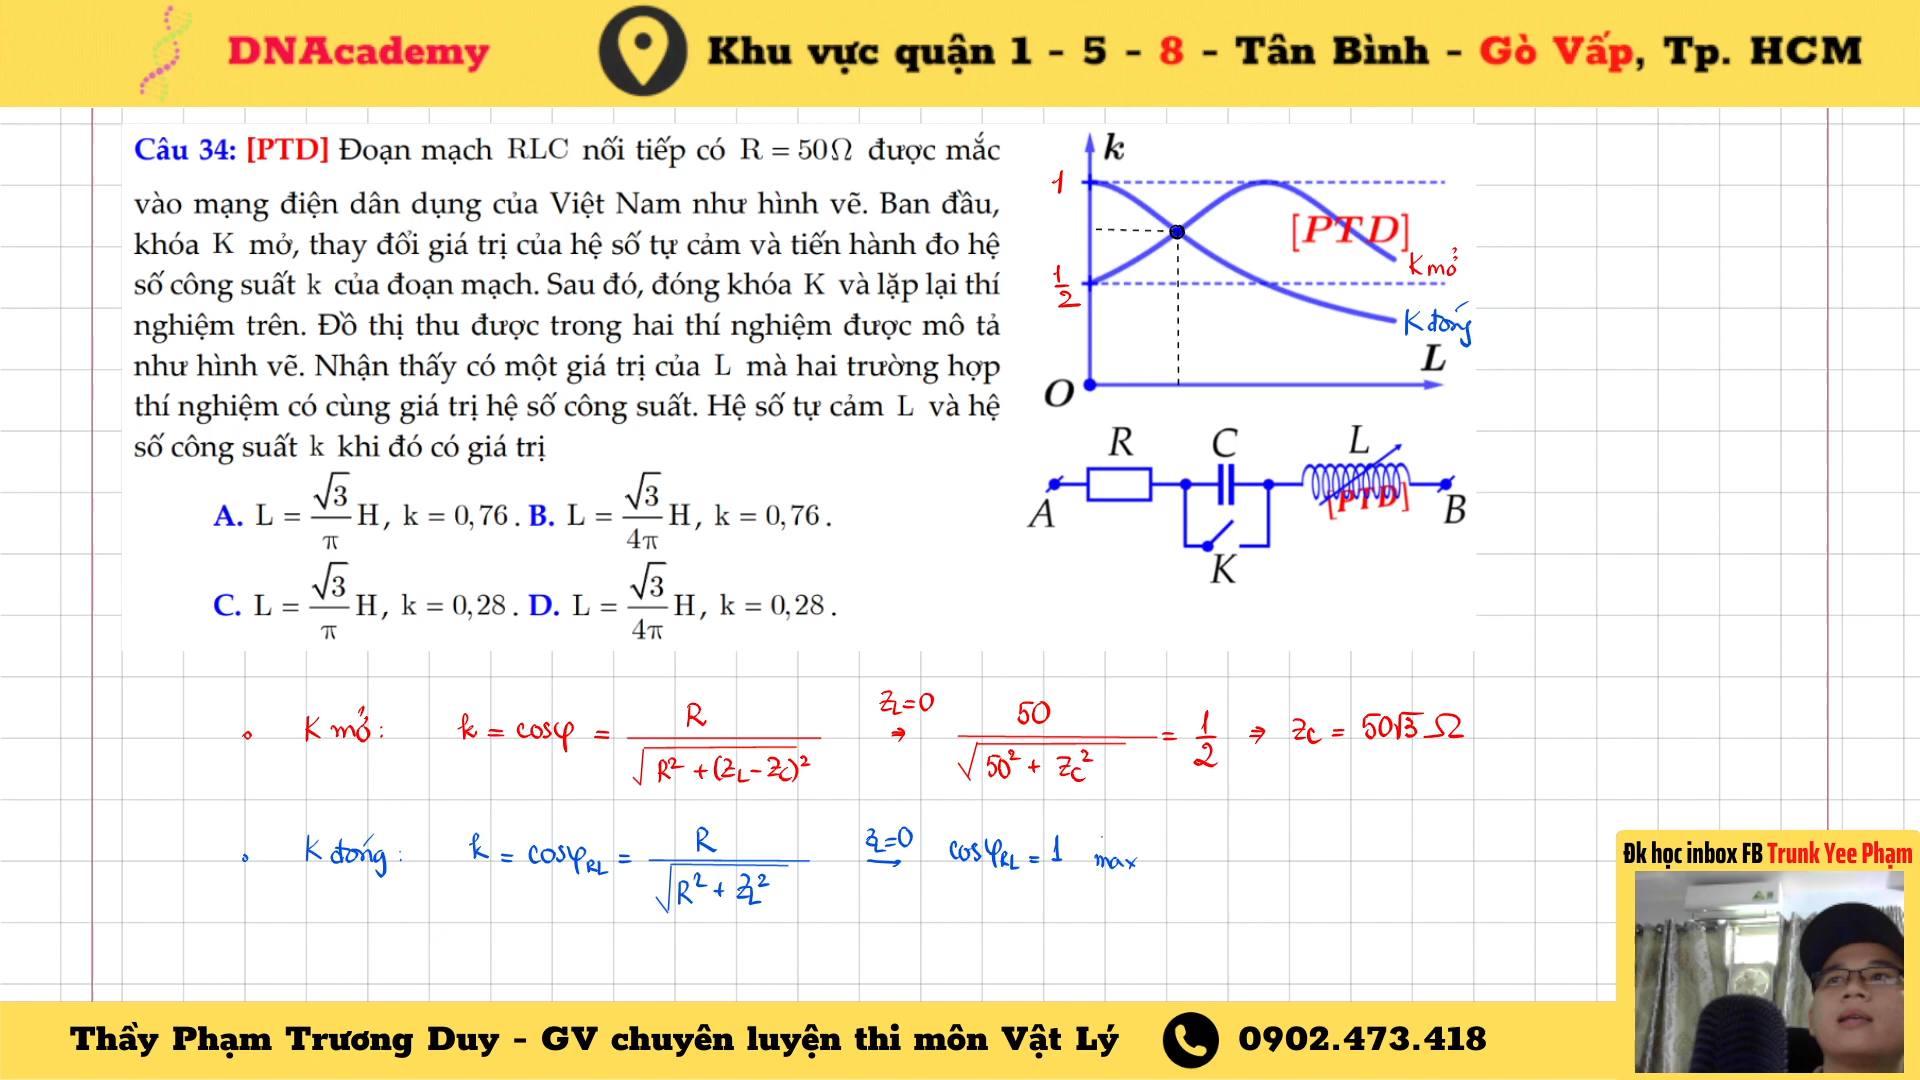 DNAcademy
Khu vực quận 1 - 5 - 8 - Tân Bình - Gò Vấp, Tp. HCM
Câu 34: [PTD] Đoạn mạch RLC nối tiếp có R = 50Ω được mắc
vào mạng điện dân dụng của Việt Nam như hình vẽ. Ban đầu,
khóa K mở, thay đổi giá trị của hệ số tự cảm và tiến hành đo hệ
số công suất k của đoạn mạch. Sau đó, đóng khóa K và lặp lại thí
nghiệm trên. Đồ thị thu được trong hai thí nghiệm được mô tả
như hình vẽ. Nhận thấy có một giá trị của L mà hai trường hợp
thí nghiệm có cùng giá trị hệ số công suất. Hệ số tự cảm L và hệ
số công suất k khi đó có giá trị
A. L = √3/π H, k = 0,76. B. L = √3/4π H, k = 0,76.
C. L = √3/π H, k = 0,28. D. L = √3/4π H, k = 0,28.
k
1
[PTD]
K mở
1/2
K đóng
L
O
R C L
[PTD]
A B
K
K mở: k = cosφ = R/√(R² + (ZL - ZC)²) ZL=0 ⇒ 50/√(50² + ZC²) = 1/2 ⇒ ZC = 50√3 Ω
K đóng: k = cosφRL = R/√(R² + ZL²) ZL=0 → cosφRL = 1 max
Đk học inbox FB Trunk Yee Phạm
Thầy Phạm Trương Duy - GV chuyên luyện thi môn Vật Lý
0902.473.418